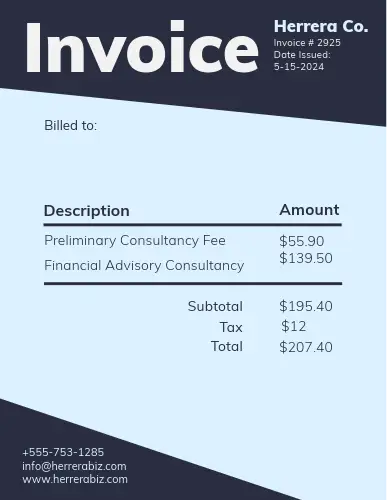 Invoice
Herrera Co.
Invoice # 2925
Date Issued:
5-15-2024
Billed to:
Description Amount
Preliminary Consultancy Fee $55.90
Financial Advisory Consultancy $139.50
Subtotal $195.40
Tax $12
Total $207.40
+555-753-1285
info@herrerabiz.com
www.herrerabiz.com